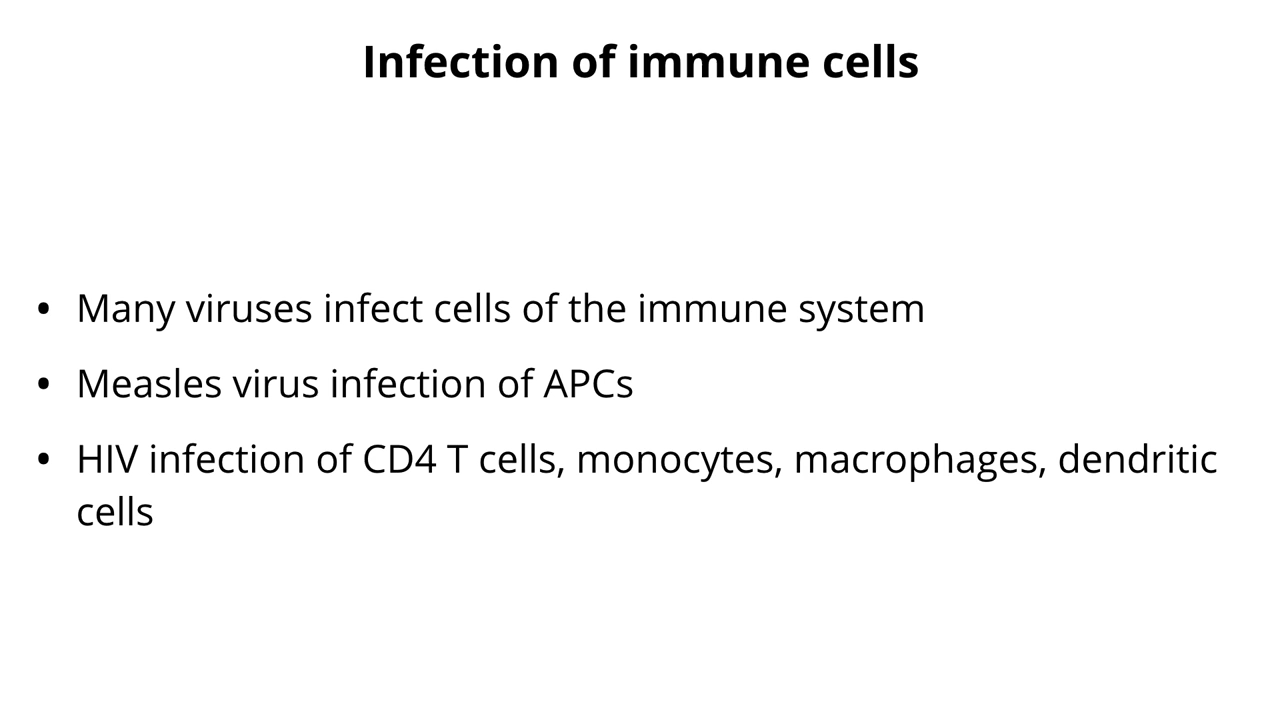 Infection of immune cells
• Many viruses infect cells of the immune system
• Measles virus infection of APCs
• HIV infection of CD4 T cells, monocytes, macrophages, dendritic
cells